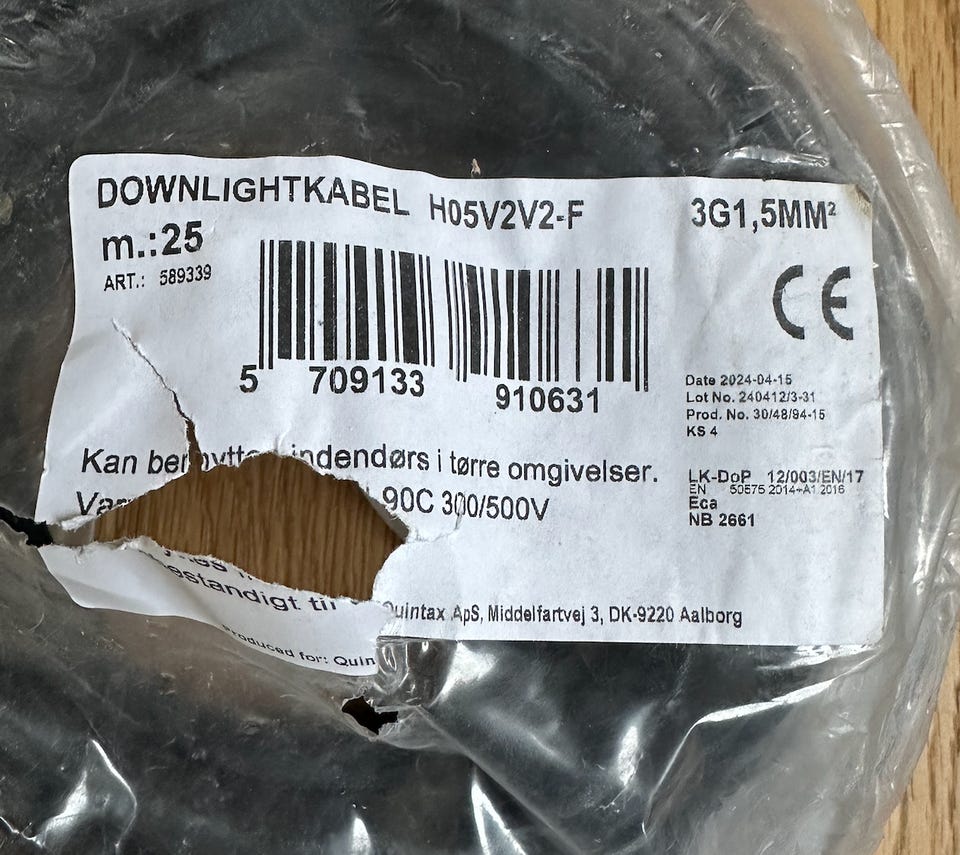 DOWNLIGHTKABEL H05V2V2-F 3G1,5MM²
m.:25
ART.: 589339
CE
5 709133 910631
Date 2024-04-15
Lot No. 240412/3-31
Prod. No. 30/48/94-15
KS 4
Kan indendørs i tørre omgivelser.
90C 300/500V
LK-DoP 12/003/EN/17
EN 50575 2014+A1 2016
Eca
NB 2661
til
Quintax ApS, Middelfartvej 3, DK-9220 Aalborg
Produced for: Quin